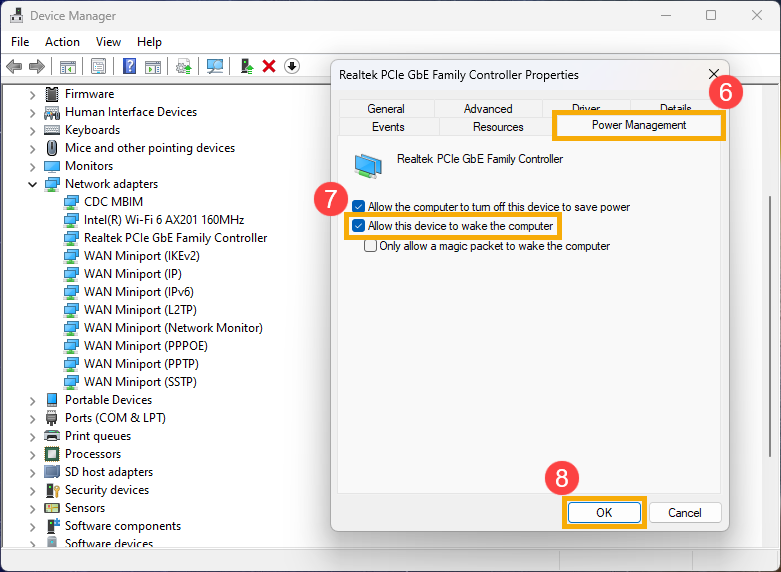 Device Manager
File Action View Help
Firmware
Human Interface Devices
Keyboards
Mice and other pointing devices
Monitors
Network adapters
CDC MBIM
Intel(R) Wi-Fi 6 AX201 160MHz
Realtek PCIe GbE Family Controller
WAN Miniport (IKEv2)
WAN Miniport (IP)
WAN Miniport (IPv6)
WAN Miniport (L2TP)
WAN Miniport (Network Monitor)
WAN Miniport (PPPOE)
WAN Miniport (PPTP)
WAN Miniport (SSTP)
Portable Devices
Ports (COM & LPT)
Print queues
Processors
SD host adapters
Security devices
Sensors
Software components
Software devices
Realtek PCIe GbE Family Controller Properties
6
General Advanced Driver Details
Events Resources Power Management
Realtek PCIe GbE Family Controller
7
Allow the computer to turn off this device to save power
Allow this device to wake the computer
Only allow a magic packet to wake the computer
8
OK Cancel